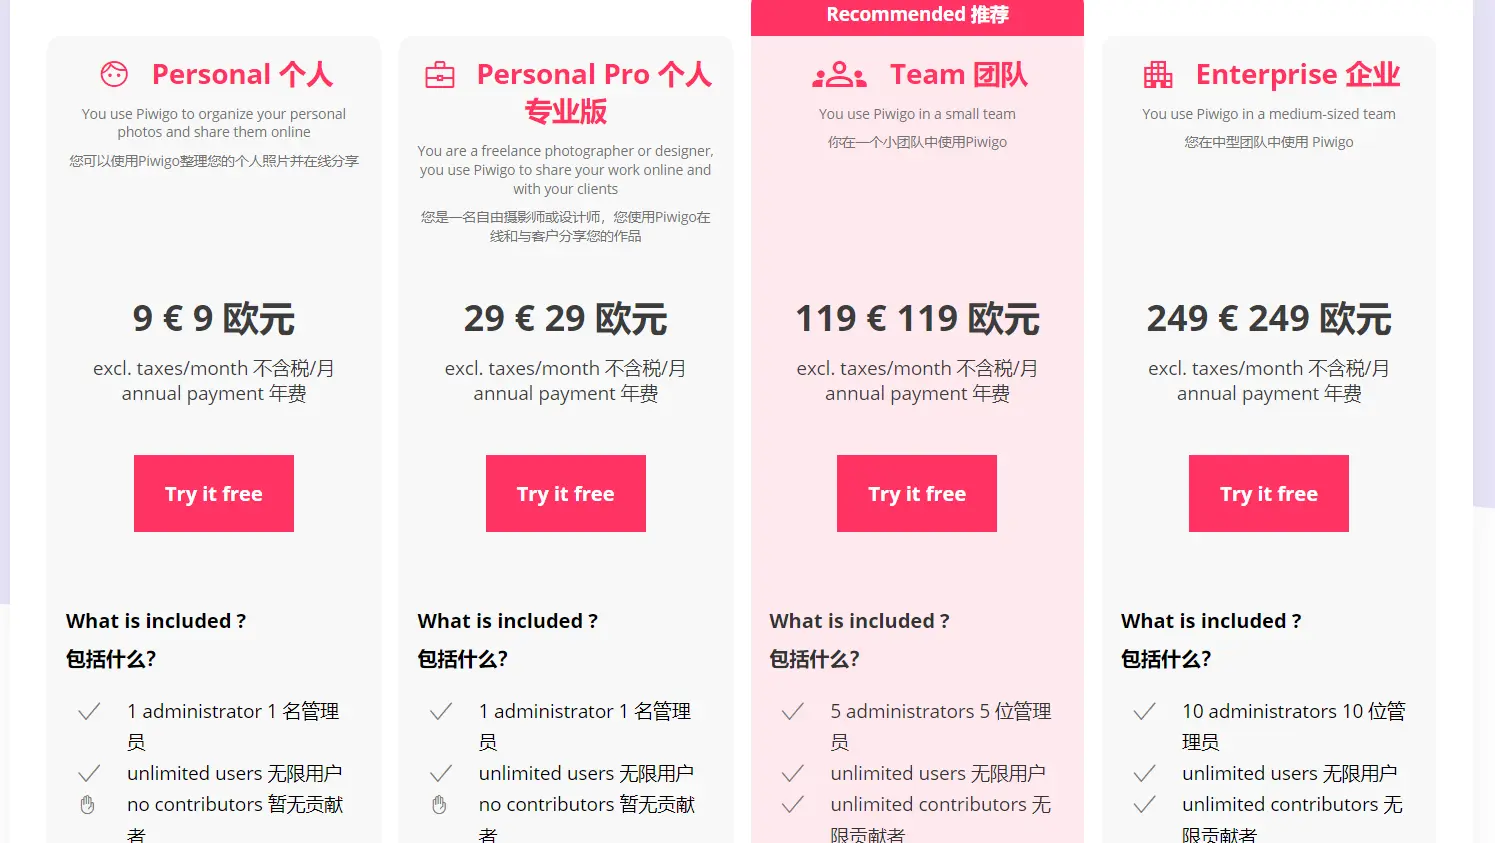 Recommended 推荐
Personal 个人
You use Piwigo to organize your personal
photos and share them online
您可以使用Piwigo整理您的个人照片并在线分享
9 € 9 欧元
excl. taxes/month 不含税/月
annual payment 年费
Try it free
What is included ?
包括什么?
1 administrator 1 名管理
员
unlimited users 无限用户
no contributors 暂无贡献
者
Personal Pro 个人
专业版
You are a freelance photographer or designer,
you use Piwigo to share your work online and
with your clients
您是一名自由摄影师或设计师，您使用Piwigo在
线和与客户分享您的作品
29 € 29 欧元
excl. taxes/month 不含税/月
annual payment 年费
Try it free
What is included ?
包括什么?
1 administrator 1 名管理
员
unlimited users 无限用户
no contributors 暂无贡献
者
Team 团队
You use Piwigo in a small team
你在一个小团队中使用Piwigo
119 € 119 欧元
excl. taxes/month 不含税/月
annual payment 年费
Try it free
What is included ?
包括什么?
5 administrators 5 位管理
员
unlimited users 无限用户
unlimited contributors 无
限贡献者
Enterprise 企业
You use Piwigo in a medium-sized team
您在中型团队中使用 Piwigo
249 € 249 欧元
excl. taxes/month 不含税/月
annual payment 年费
Try it free
What is included ?
包括什么?
10 administrators 10 位管
理员
unlimited users 无限用户
unlimited contributors 无
限贡献者